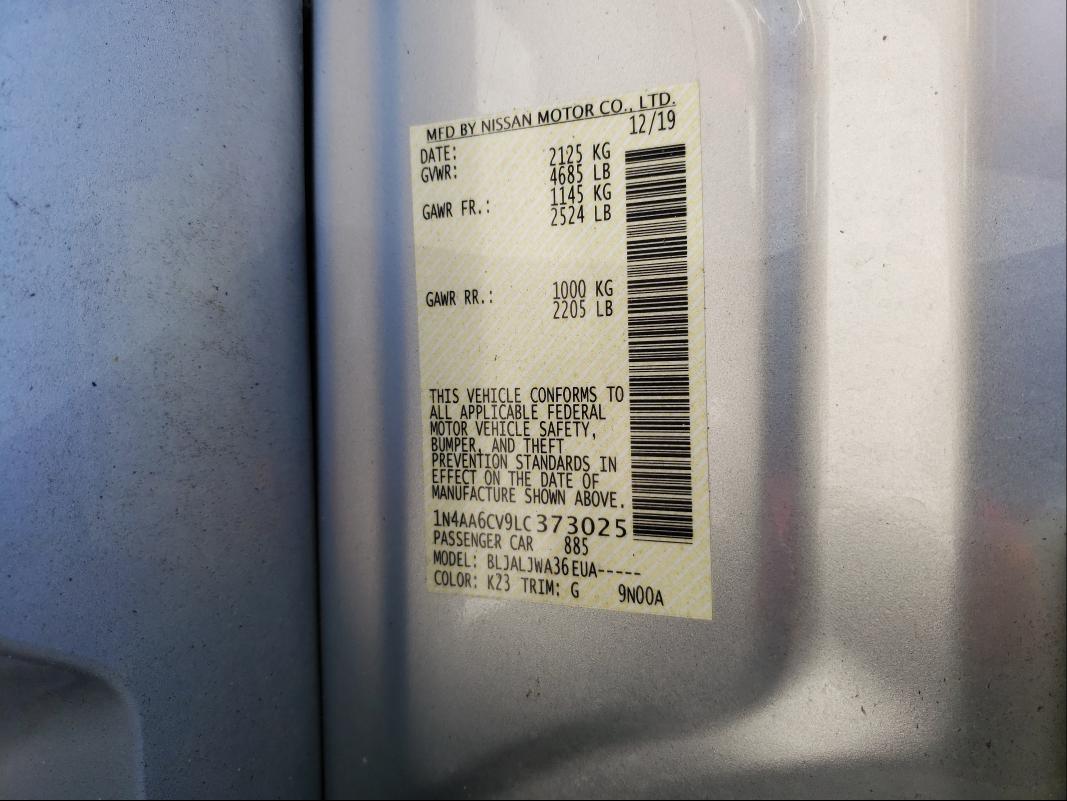 MFD BY NISSAN MOTOR CO., LTD.
DATE: 12/19
GVWR: 2125 KG
4685 LB
GAWR FR.: 1145 KG
2524 LB
GAWR RR.: 1000 KG
2205 LB
THIS VEHICLE CONFORMS TO
ALL APPLICABLE FEDERAL
MOTOR VEHICLE SAFETY,
BUMPER, AND THEFT
PREVENTION STANDARDS IN
EFFECT ON THE DATE OF
MANUFACTURE SHOWN ABOVE.
1N4AA6CV9LC373025
PASSENGER CAR 885
MODEL: BLJALJWA36EUA-----
COLOR: K23 TRIM: G 9N00A